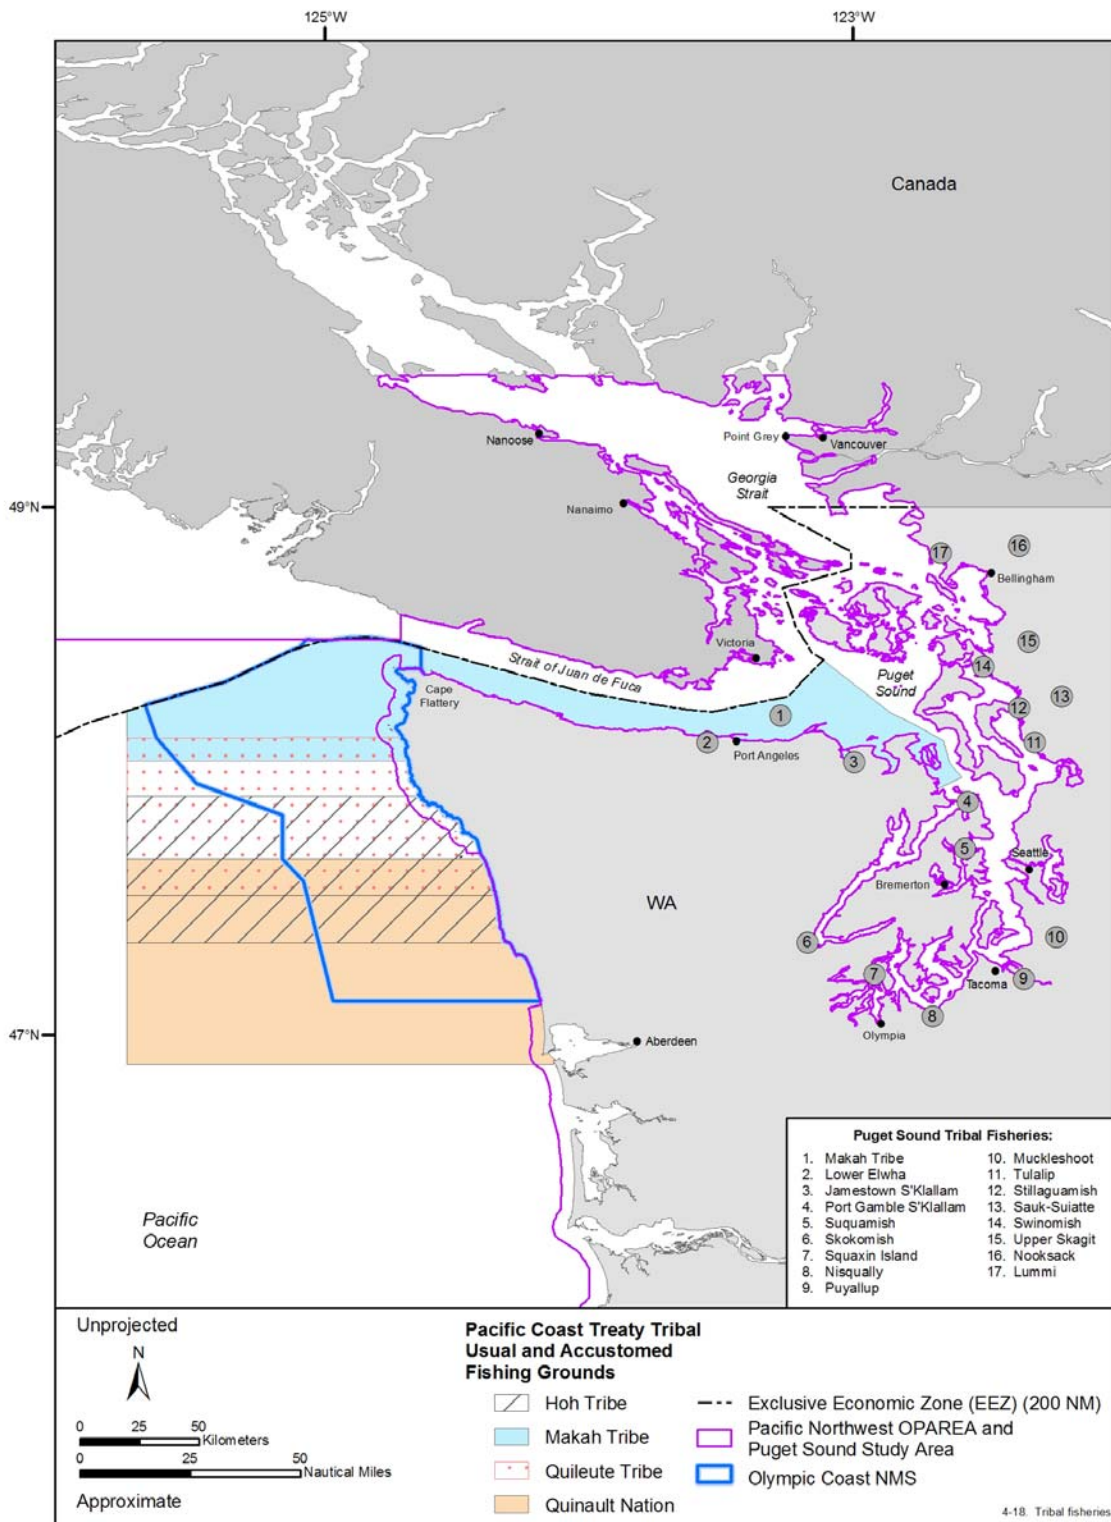 125°W
123°W
Canada
Nanoose
Point Grey
Vancouver
Georgia
Strait
49°N
Nanaimo
17
16
Bellingham
Victoria
15
Strait of Juan de Fuca
14
Puget
Sound
Cape
Flattery
13
12
1
2
Port Angeles
11
3
4
5
Seattle
Bremerton
WA
6
10
7
Tacoma
9
8
Olympia
47°N
Aberdeen
Pacific
Ocean
Puget Sound Tribal Fisheries:
1. Makah Tribe
2. Lower Elwha
3. Jamestown S'Klallam
4. Port Gamble S'Klallam
5. Suquamish
6. Skokomish
7. Squaxin Island
8. Nisqually
9. Puyallup
10. Muckleshoot
11. Tulalip
12. Stillaguamish
13. Sauk-Suiatte
14. Swinomish
15. Upper Skagit
16. Nooksack
17. Lummi
Unprojected
N
0 25 50
Kilometers
0 25 50
Nautical Miles
Approximate
Pacific Coast Treaty Tribal
Usual and Accustomed
Fishing Grounds
Hoh Tribe
Makah Tribe
Quileute Tribe
Quinault Nation
Exclusive Economic Zone (EEZ) (200 NM)
Pacific Northwest OPAREA and
Puget Sound Study Area
Olympic Coast NMS
4-18. Tribal fisheries